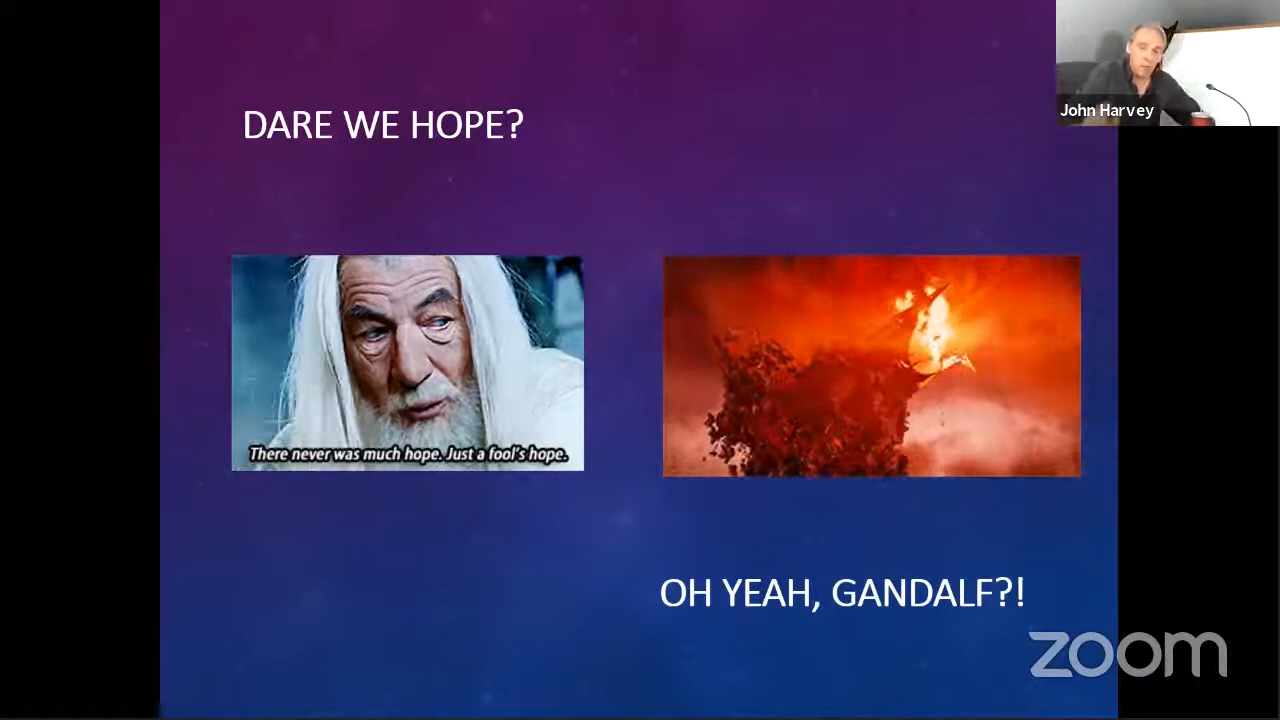 DARE WE HOPE?
John Harvey
There never was much hope. Just a fool's hope.
OH YEAH, GANDALF?!
zoom